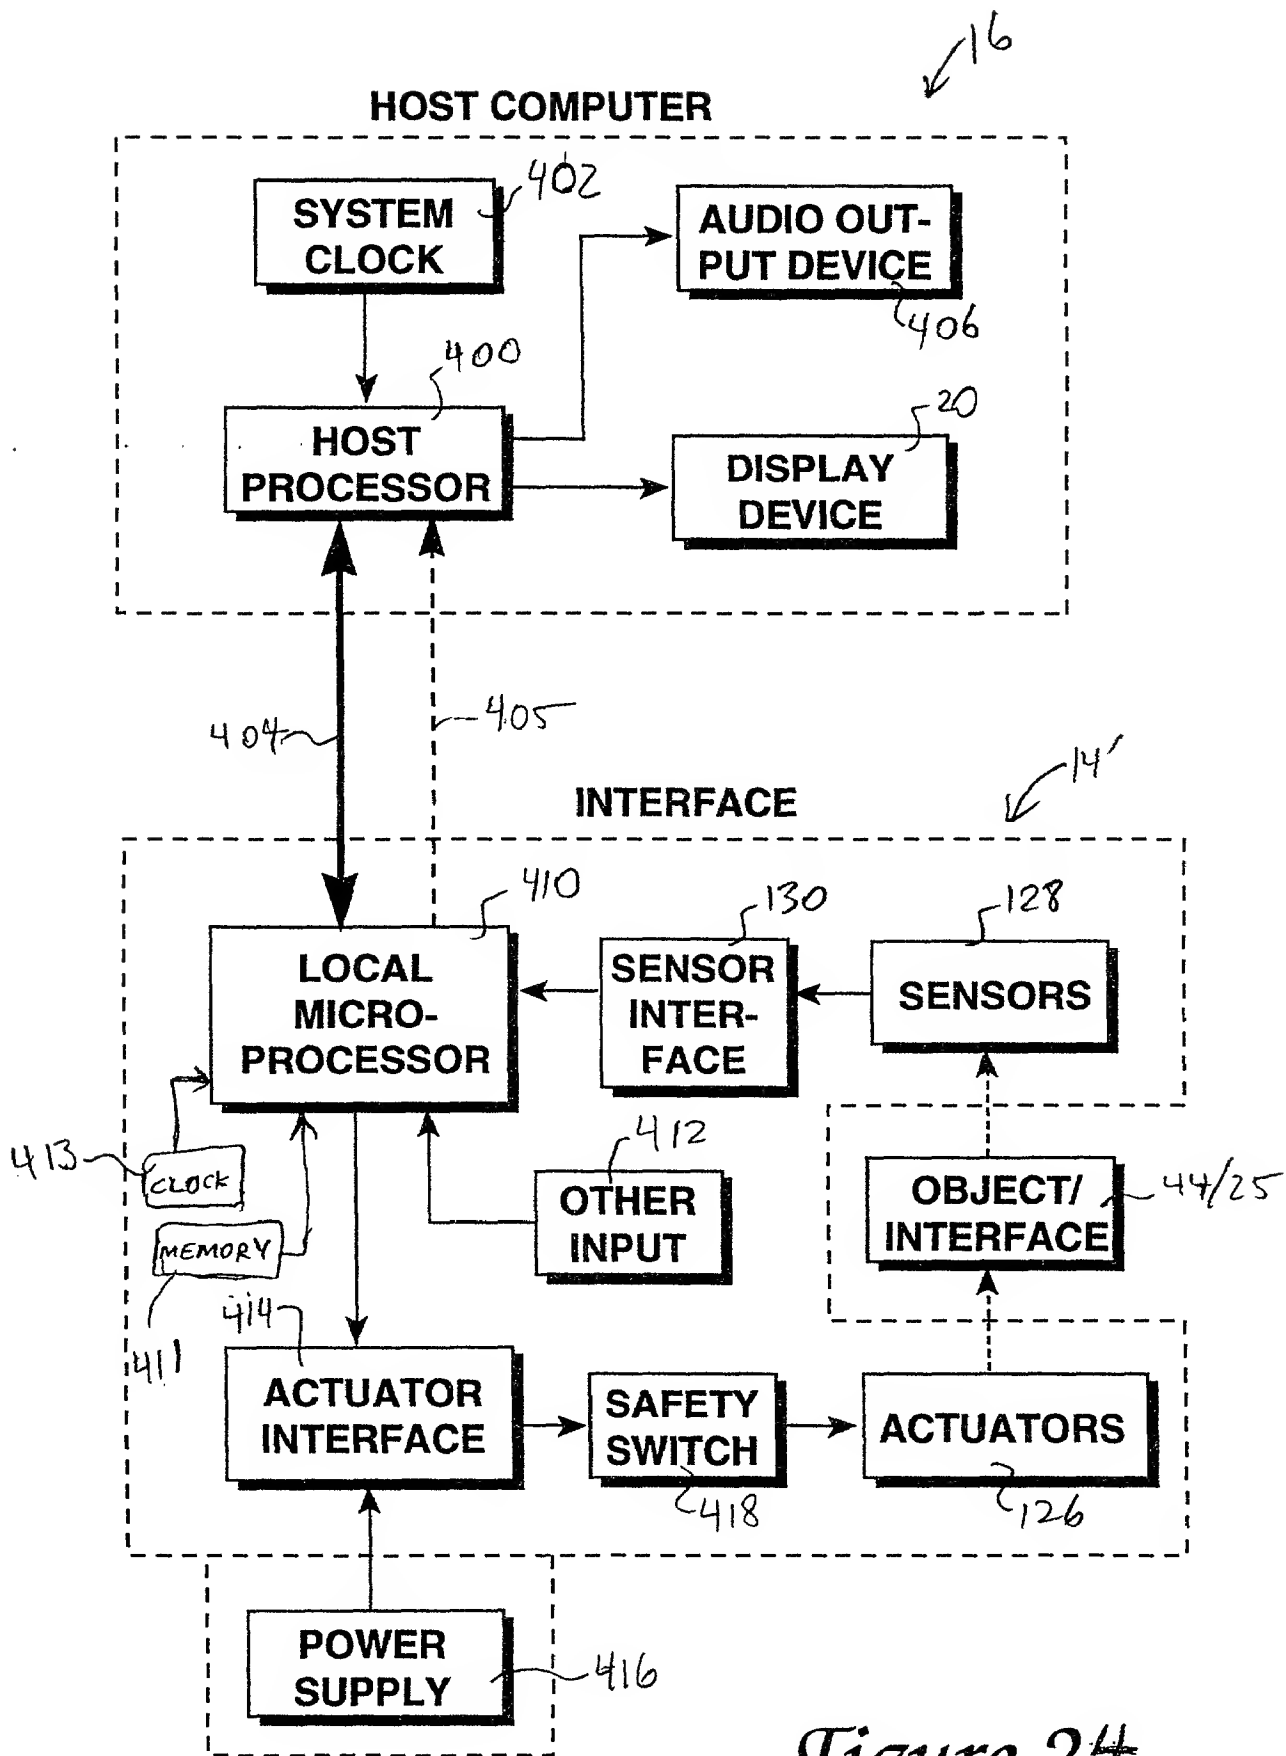 16
HOST COMPUTER
402
SYSTEM
CLOCK
AUDIO OUT-
PUT DEVICE
406
400
HOST
PROCESSOR
20
DISPLAY
DEVICE
404
405
14'
INTERFACE
410
LOCAL
MICRO-
PROCESSOR
130
SENSOR
INTER-
FACE
128
SENSORS
413
CLOCK
MEMORY
411
412
OTHER
INPUT
OBJECT/
INTERFACE
44/25
414
ACTUATOR
INTERFACE
SAFETY
SWITCH
418
ACTUATORS
126
POWER
SUPPLY
416
Figure 24